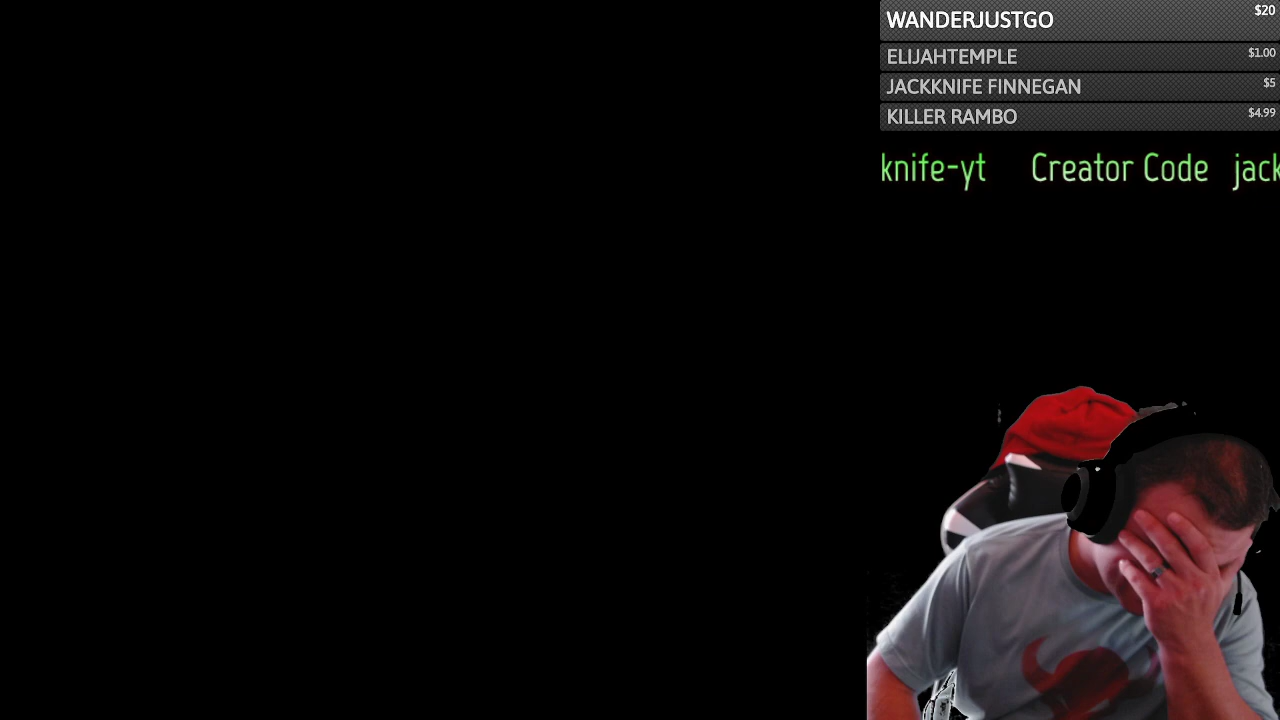 WANDERJUSTGO $20
ELIJAHTEMPLE $1.00
JACKKNIFE FINNEGAN $5
KILLER RAMBO $4.99
knife-yt Creator Code jack